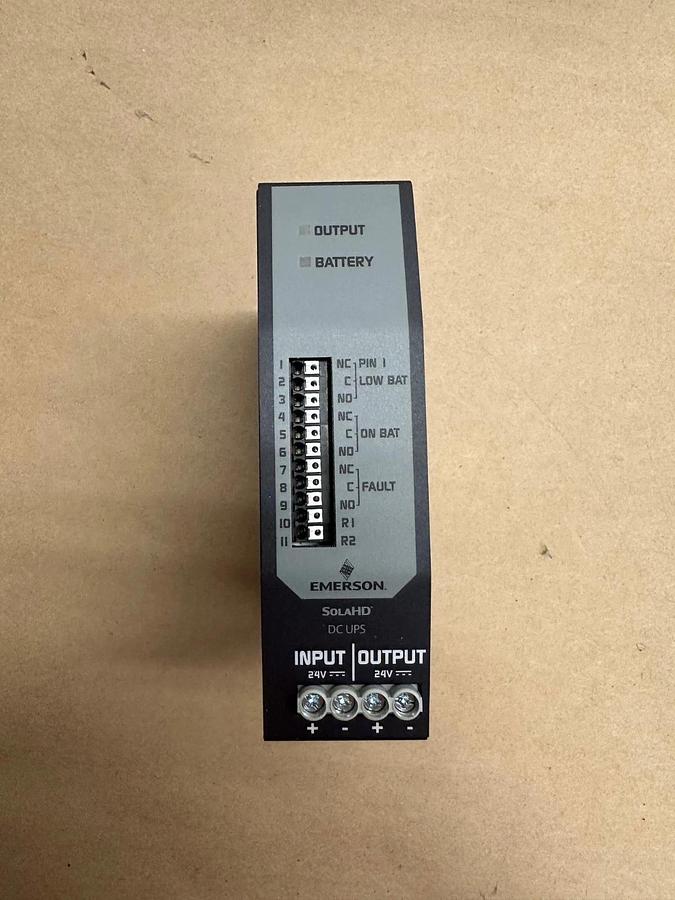 OUTPUT
BATTERY
1 NC PIN 1
2 C LOW BAT
3 NO
4 NC
5 C ON BAT
6 NO
7 NC
8 C FAULT
9 NO
10 R1
11 R2
EMERSON
SOLAHD
DC UPS
INPUT OUTPUT
24V 24V
+ - + -